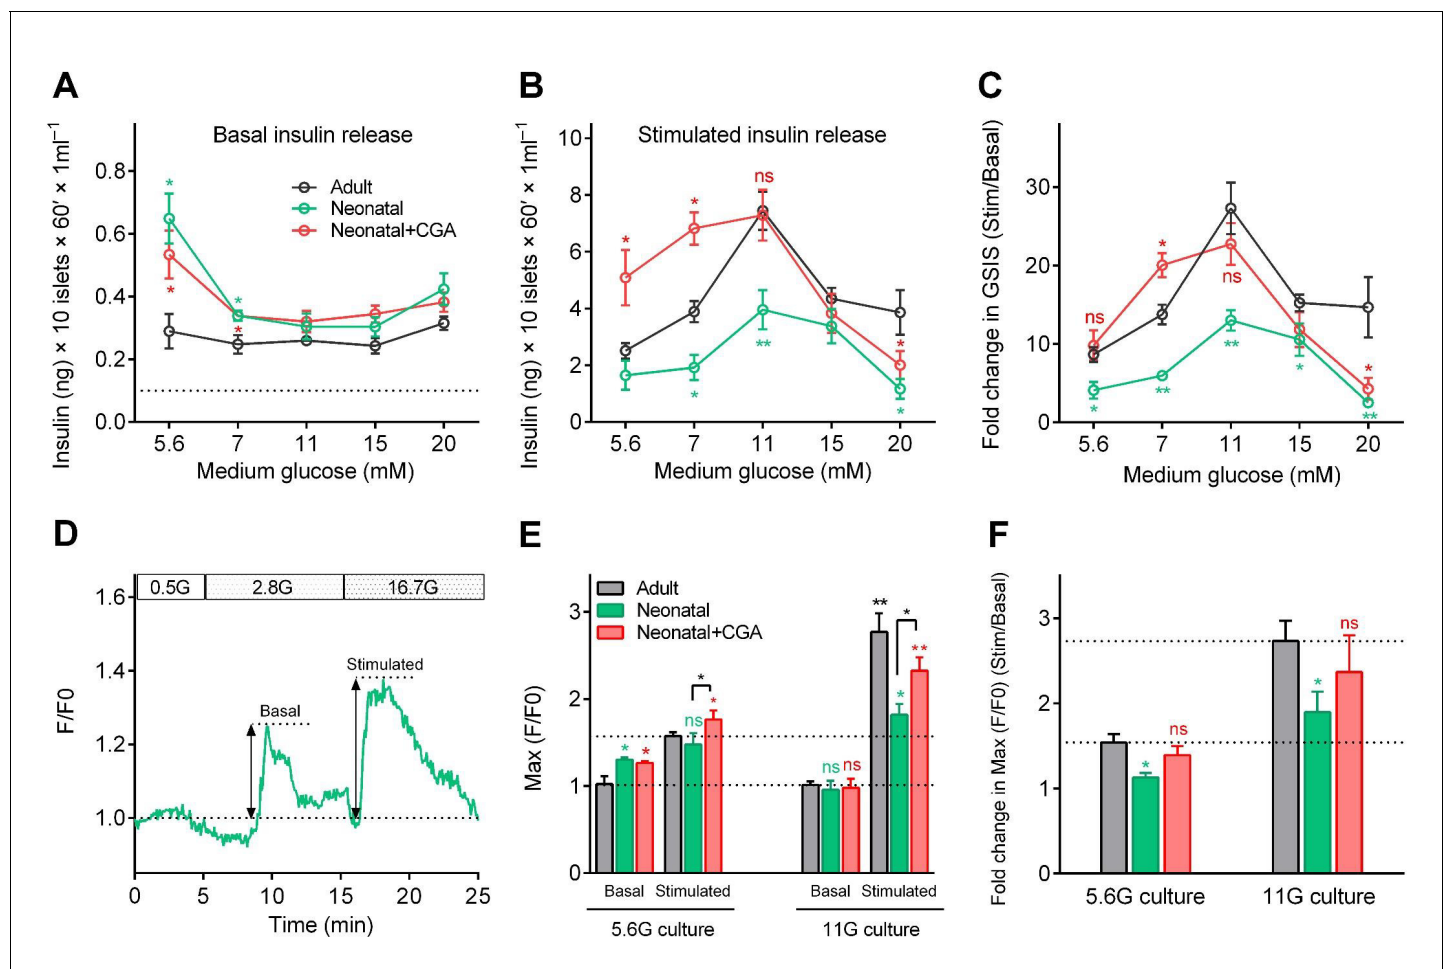 A
Insulin (ng) × 10 islets × 60′ × 1ml⁻¹
Basal insulin release
Adult
Neonatal
Neonatal+CGA
*
*
*
*
0.8
0.6
0.4
0.2
0.0
5.6 7 11 15 20
Medium glucose (mM)
B
Insulin (ng) × 10 islets × 60′ × 1ml⁻¹
Stimulated insulin release
10
8
6
4
2
0
*
*
ns
*
**
*
*
5.6 7 11 15 20
Medium glucose (mM)
C
Fold change in GSIS (Stim/Basal)
30
20
10
0
ns
*
ns
*
*
**
**
*
**
5.6 7 11 15 20
Medium glucose (mM)
D
F/F0
0.5G 2.8G 16.7G
1.6
1.4
1.2
1.0
Basal
Stimulated
0 5 10 15 20 25
Time (min)
E
Max (F/F0)
Adult
Neonatal
Neonatal+CGA
3
2
1
0
* *
ns * *
ns ns
** * ** *
Basal Stimulated Basal Stimulated
5.6G culture 11G culture
F
Fold change in Max (F/F0) (Stim/Basal)
3
2
1
0
* ns
* ns
5.6G culture 11G culture